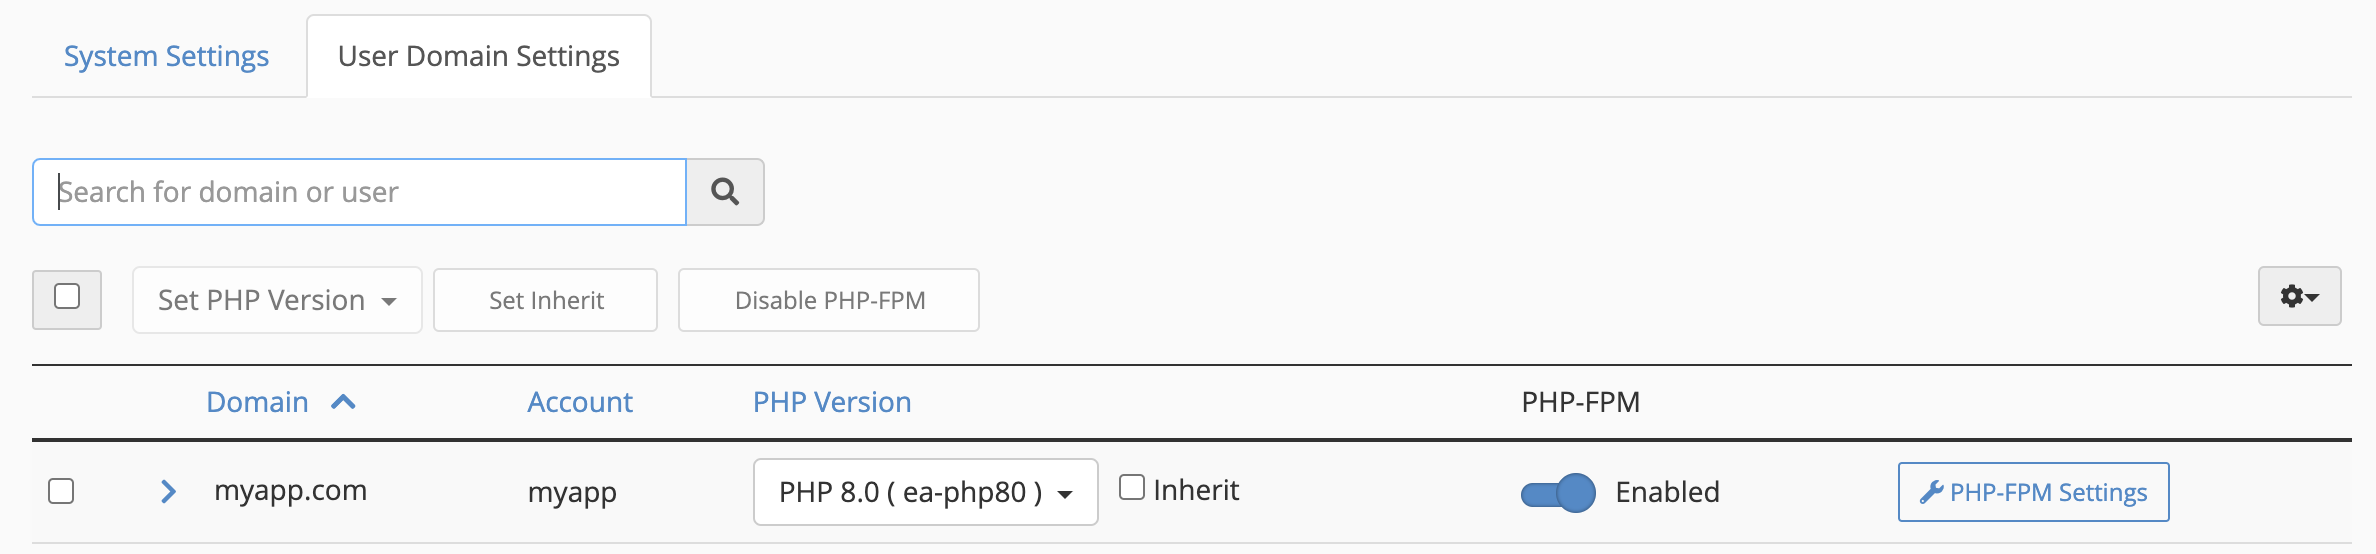 System Settings
User Domain Settings
Search for domain or user
Set PHP Version
Set Inherit
Disable PHP-FPM
Domain
Account
PHP Version
PHP-FPM
myapp.com
myapp
PHP 8.0 ( ea-php80 )
Inherit
Enabled
PHP-FPM Settings